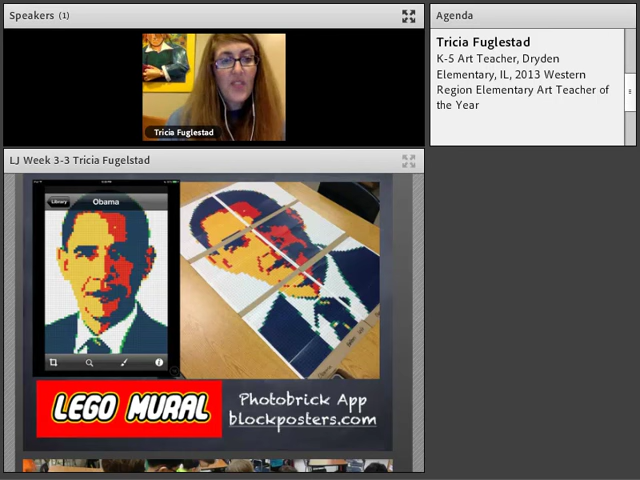 Speakers (1)
Tricia Fuglestad
Agenda
Tricia Fuglestad
K-5 Art Teacher, Dryden
Elementary, IL, 2013 Western
Region Elementary Art Teacher of
the Year
LJ Week 3-3 Tricia Fugelstad
Library
Obama
LEGO MURAL
Photobrick App
blockposters.com